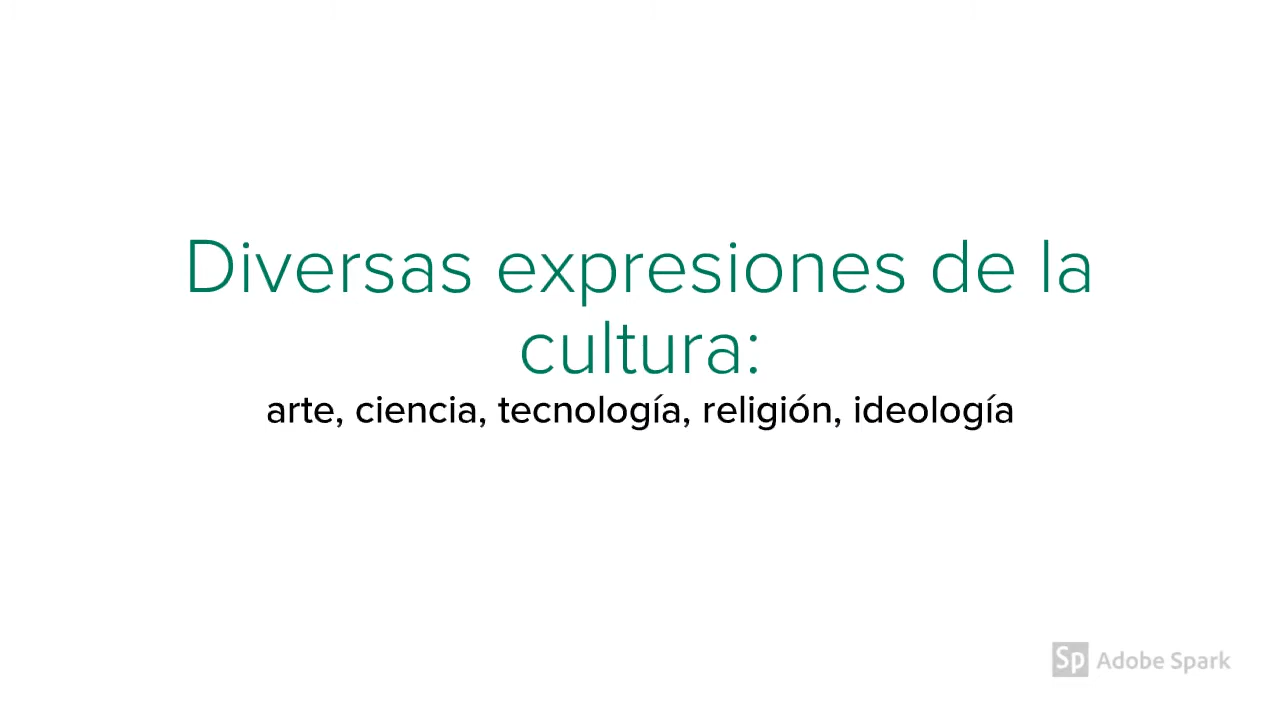 Diversas expresiones de la
cultura:
arte, ciencia, tecnología, religión, ideología
Sp Adobe Spark